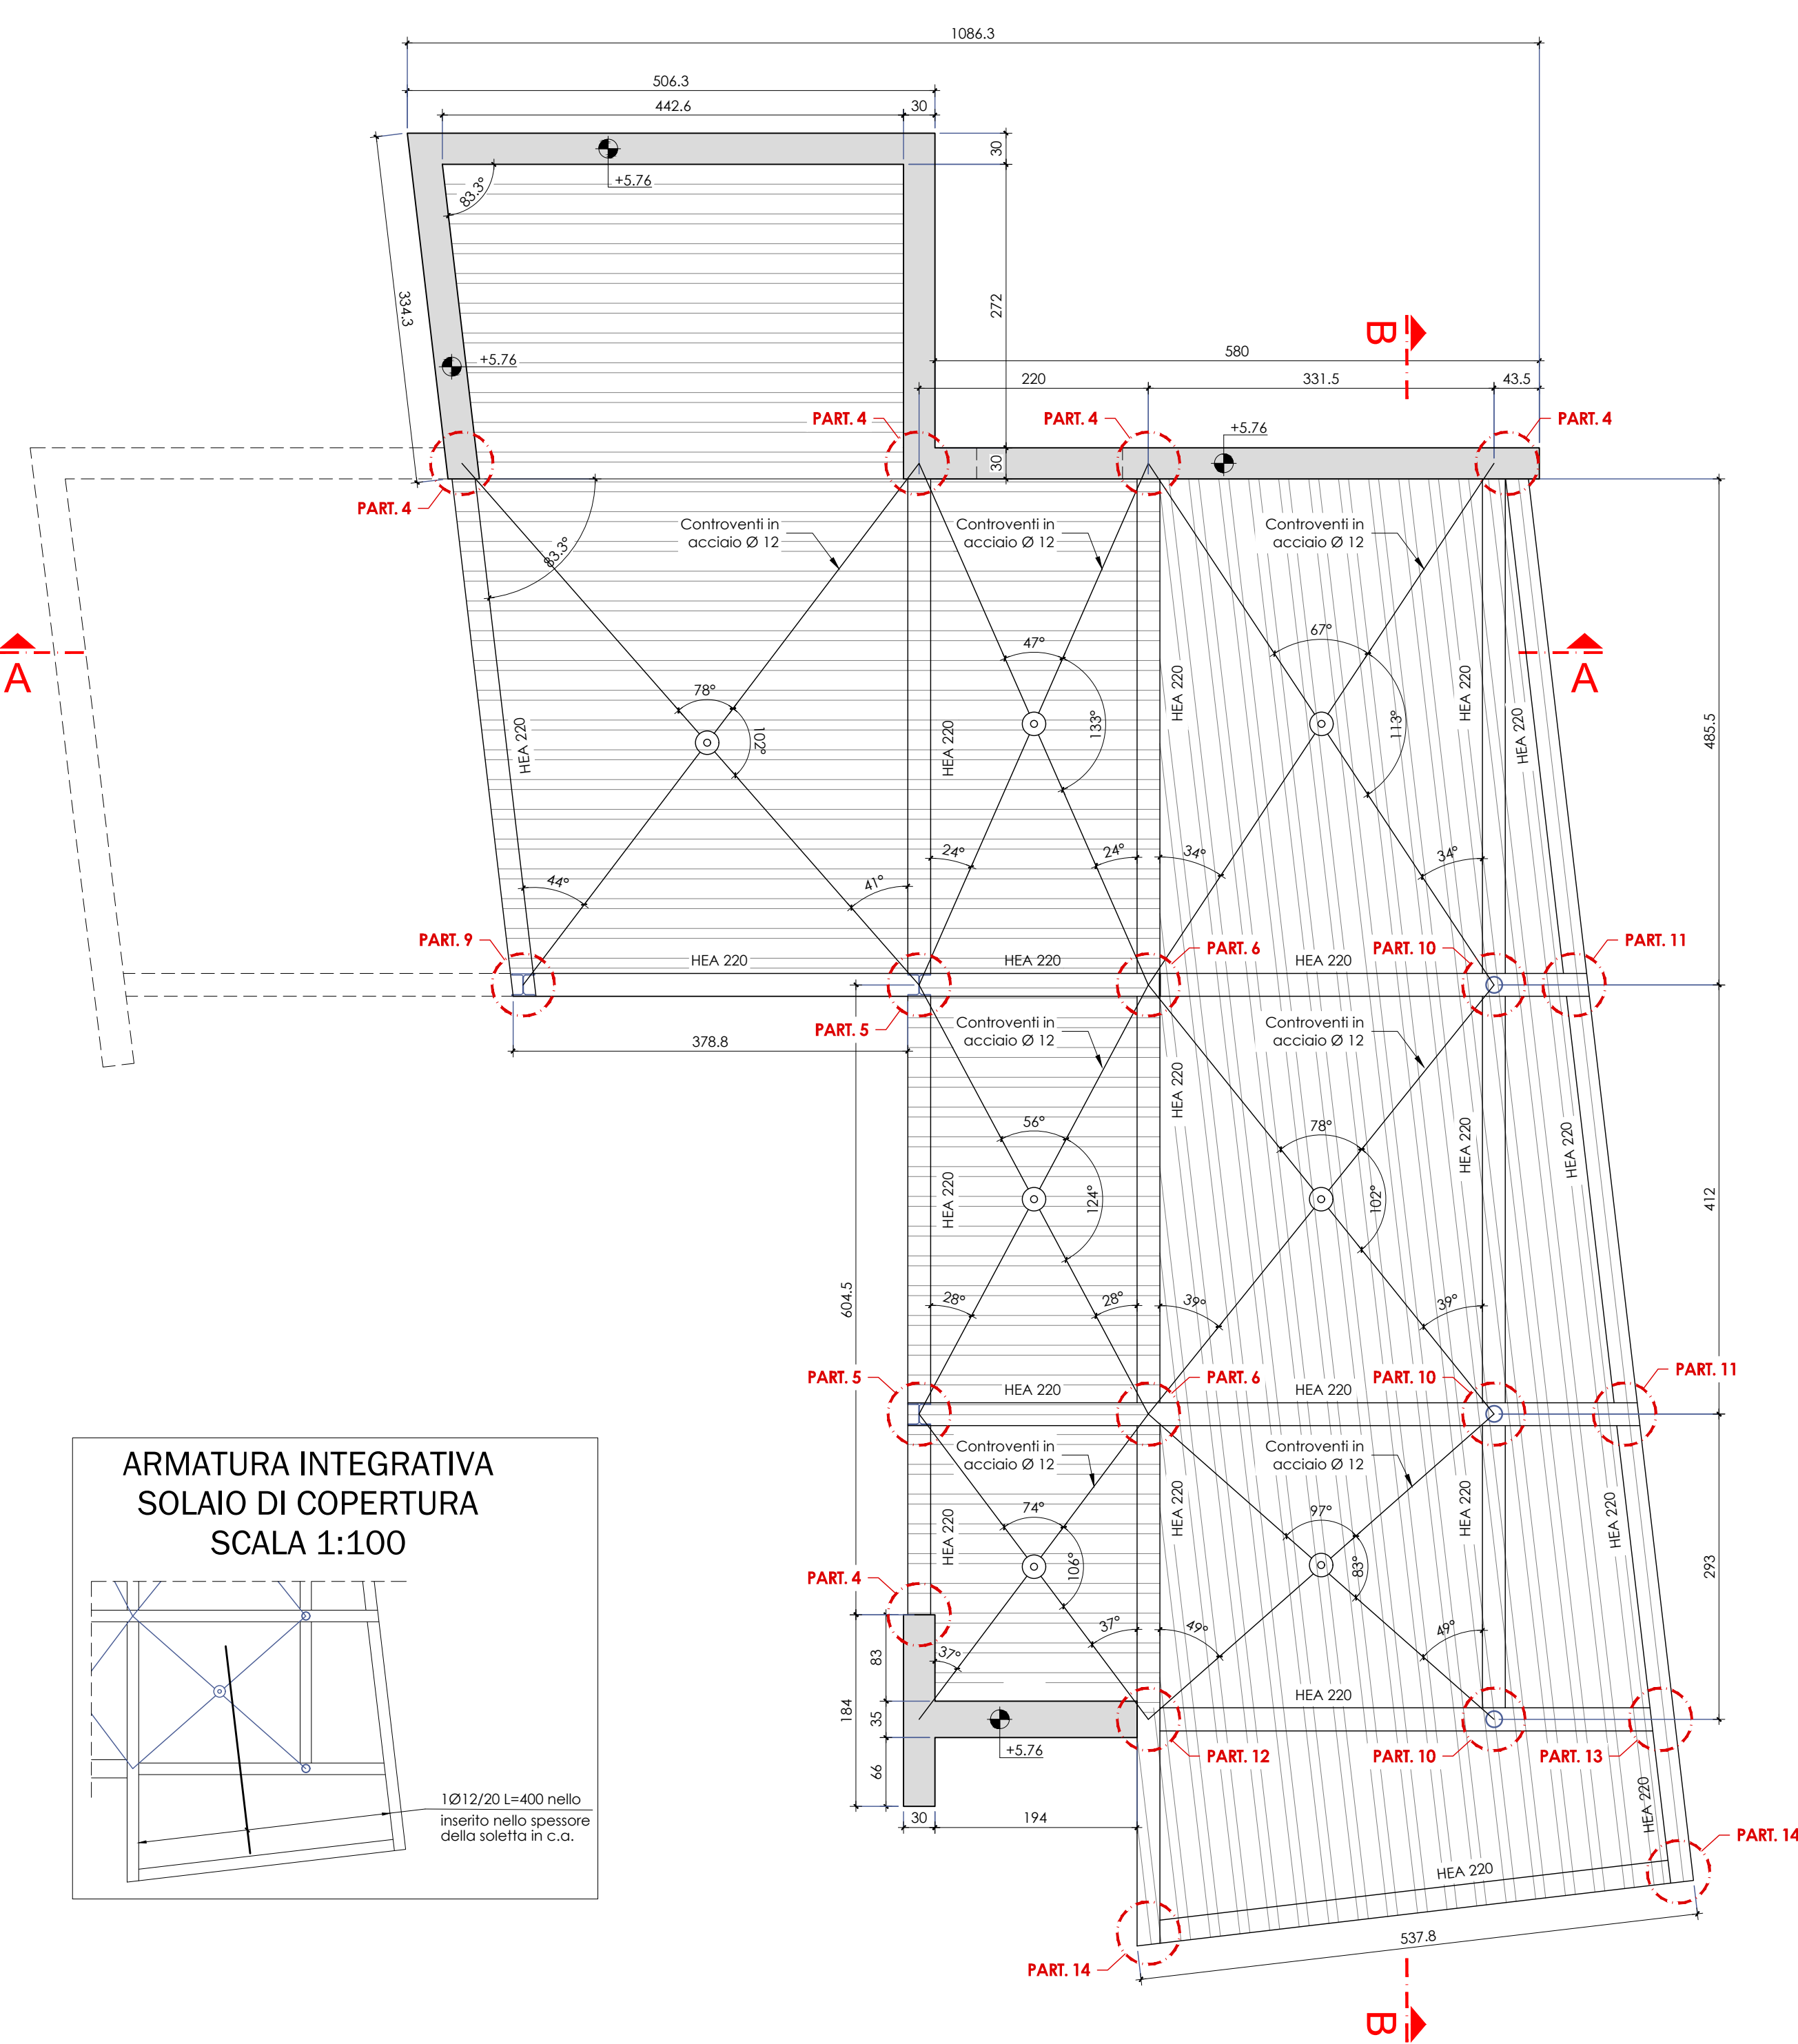 1086.3
506.3
442.6
30
30
83.3°
+5.76
334.3
272
+5.76
B
580
220
331.5
43.5
PART. 4
PART. 4
+5.76
PART. 4
30
PART. 4
83.3°
Controventi in
acciaio Ø 12
Controventi in
acciaio Ø 12
Controventi in
acciaio Ø 12
A
A
47°
67°
78°
102°
133°
113°
HEA 220
HEA 220
HEA 220
HEA 220
HEA 220
485.5
44°
41°
24°
24°
34°
34°
PART. 9
HEA 220
HEA 220
PART. 6
HEA 220
PART. 10
PART. 11
PART. 5
378.8
Controventi in
acciaio Ø 12
Controventi in
acciaio Ø 12
HEA 220
HEA 220
HEA 220
HEA 220
56°
124°
78°
102°
412
604.5
28°
28°
39°
39°
PART. 5
HEA 220
PART. 6
HEA 220
PART. 10
PART. 11
Controventi in
acciaio Ø 12
Controventi in
acciaio Ø 12
HEA 220
HEA 220
HEA 220
HEA 220
74°
106°
97°
83°
293
PART. 4
37°
37°
49°
49°
83
184
35
66
HEA 220
+5.76
PART. 12
PART. 10
PART. 13
HEA 220
30
194
PART. 14
HEA 220
537.8
PART. 14
B
ARMATURA INTEGRATIVA
SOLAIO DI COPERTURA
SCALA 1:100
1Ø12/20 L=400 nello
inserito nello spessore
della soletta in c.a.